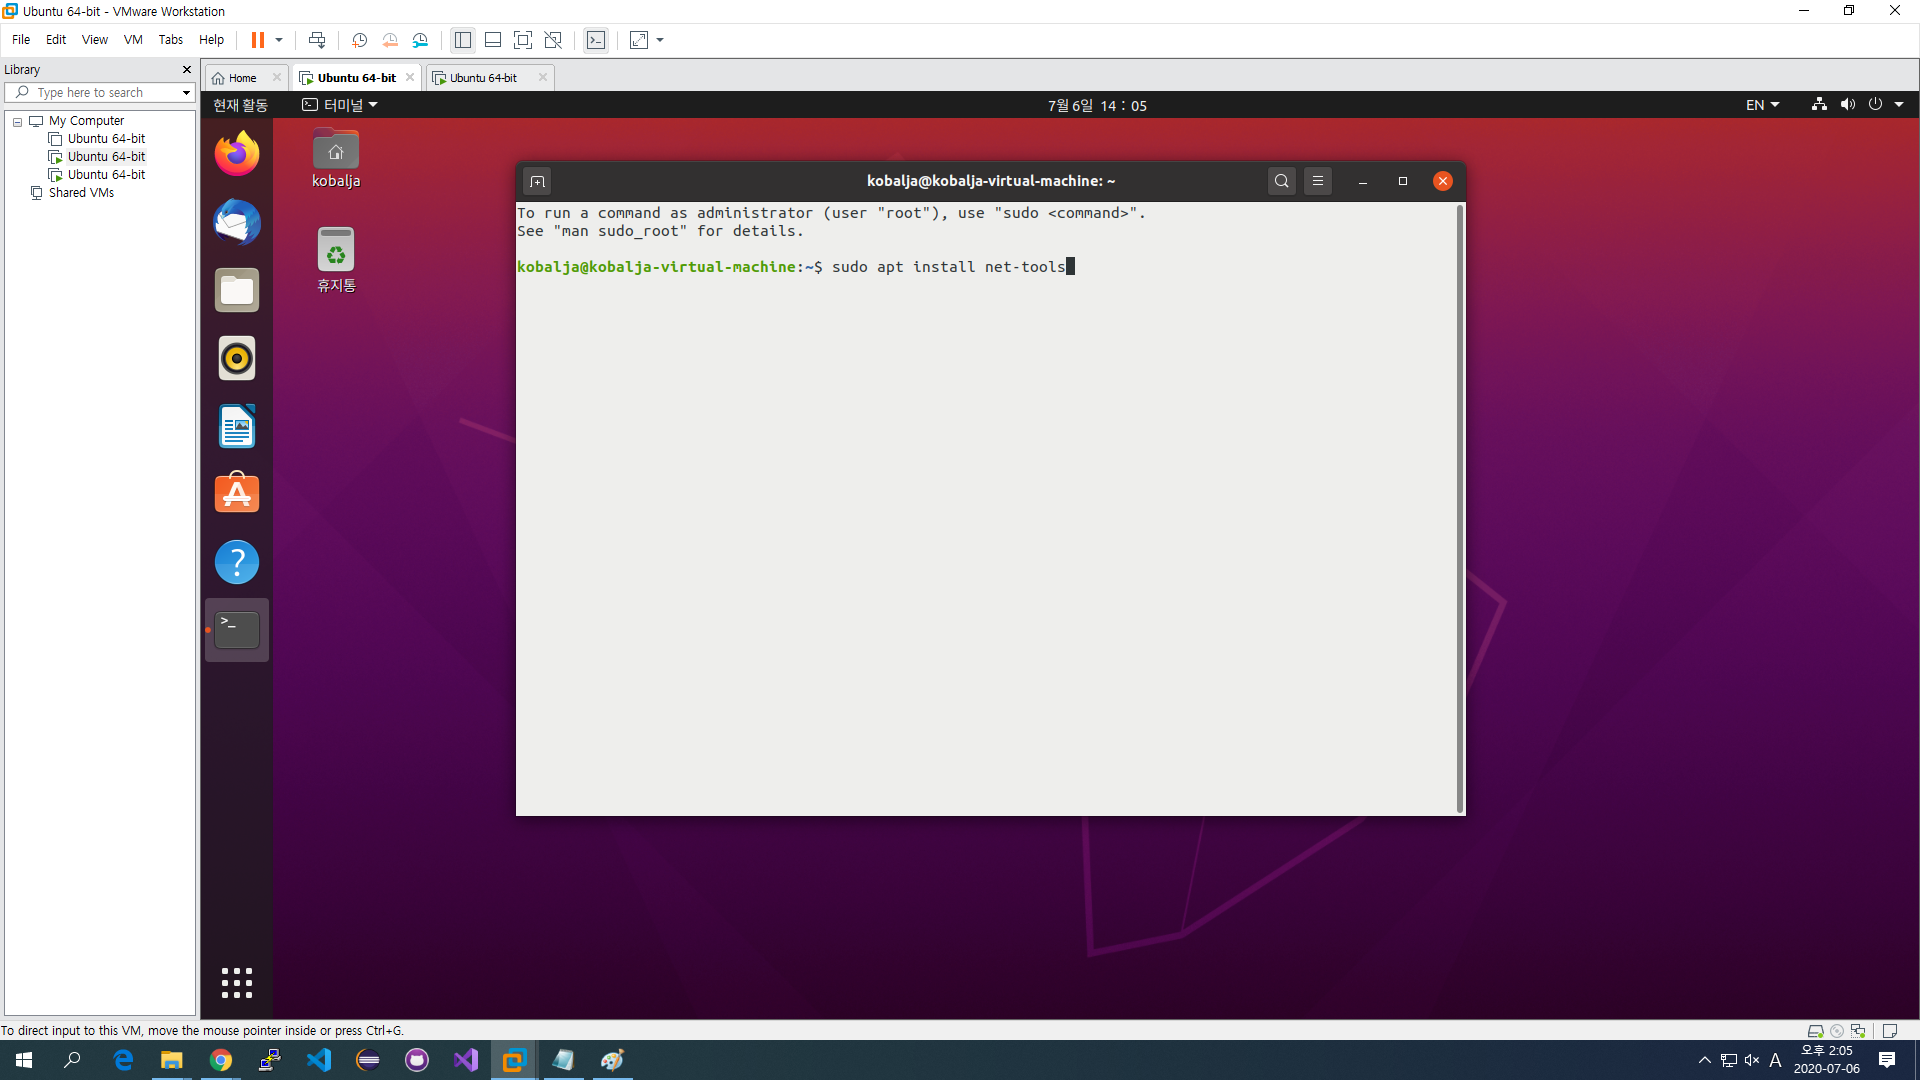 Ubuntu 64-bit - VMware Workstation
File Edit View VM Tabs Help
Library
Type here to search
My Computer
Ubuntu 64-bit
Ubuntu 64-bit
Ubuntu 64-bit
Shared VMs
Home
Ubuntu 64-bit
Ubuntu 64-bit
현재 활동
터미널
7월 6일 14 : 05
EN
kobalja
휴지통
kobalja@kobalja-virtual-machine: ~
To run a command as administrator (user "root"), use "sudo <command>".
See "man sudo_root" for details.
kobalja@kobalja-virtual-machine:~$ sudo apt install net-tools
To direct input to this VM, move the mouse pointer inside or press Ctrl+G.
A
오후 2:05
2020-07-06